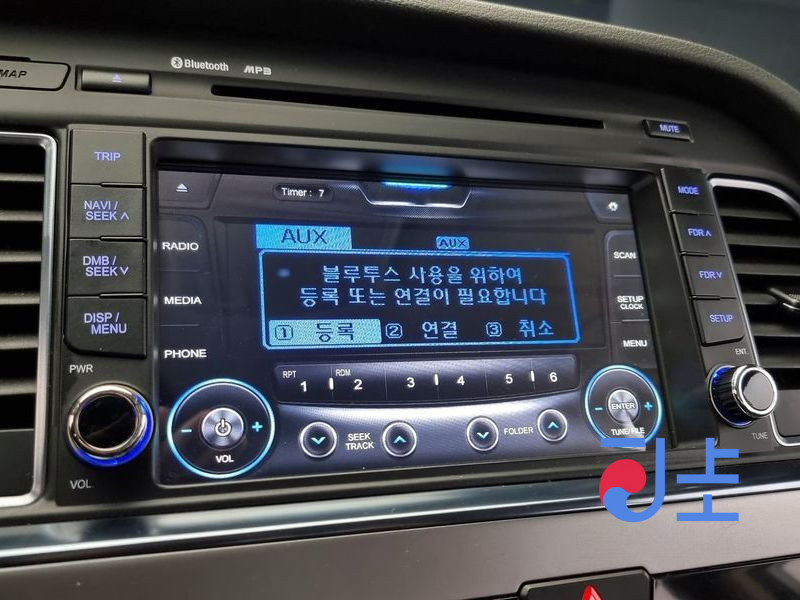 MAP
Bluetooth
MP3
MUTE
TRIP
NAVI /
SEEK ∧
DMB /
SEEK ∨
DISP /
MENU
PWR
VOL
Timer : 7
RADIO
MEDIA
PHONE
AUX
AUX
블루투스 사용을 위하여
등록 또는 연결이 필요합니다
1 등록 2 연결 3 취소
SCAN
SETUP
CLOCK
MENU
RPT RDM
1 2 3 4 5 6
- +
VOL
SEEK
TRACK
FOLDER
- ENTER +
TUNE/FILE
MODE
FDR ∧
FDR ∨
SETUP
ENT.
TUNE